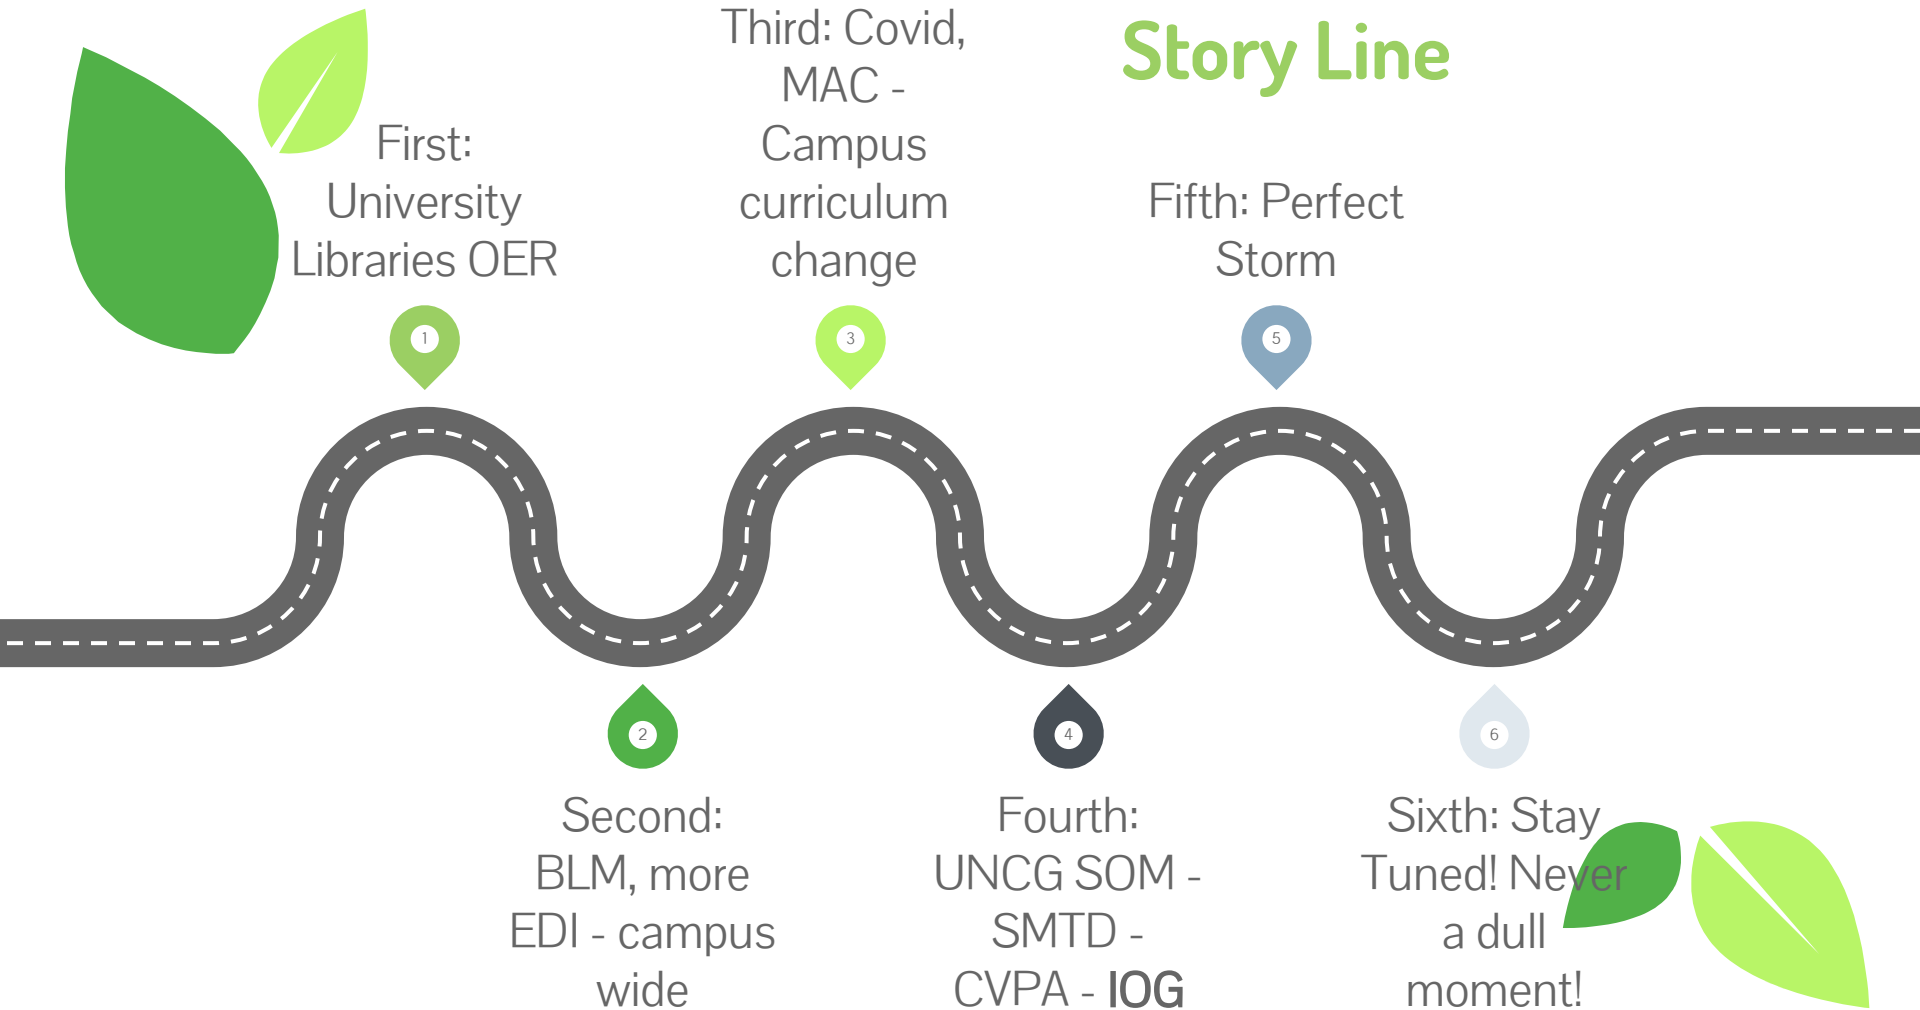 Story Line
First:
University
Libraries OER
1
Second:
BLM, more
EDI - campus
wide
2
Third: Covid,
MAC -
Campus
curriculum
change
3
Fourth:
UNCG SOM -
SMTD -
CVPA - IOG
4
Fifth: Perfect
Storm
5
Sixth: Stay
Tuned! Never
a dull
moment!
6